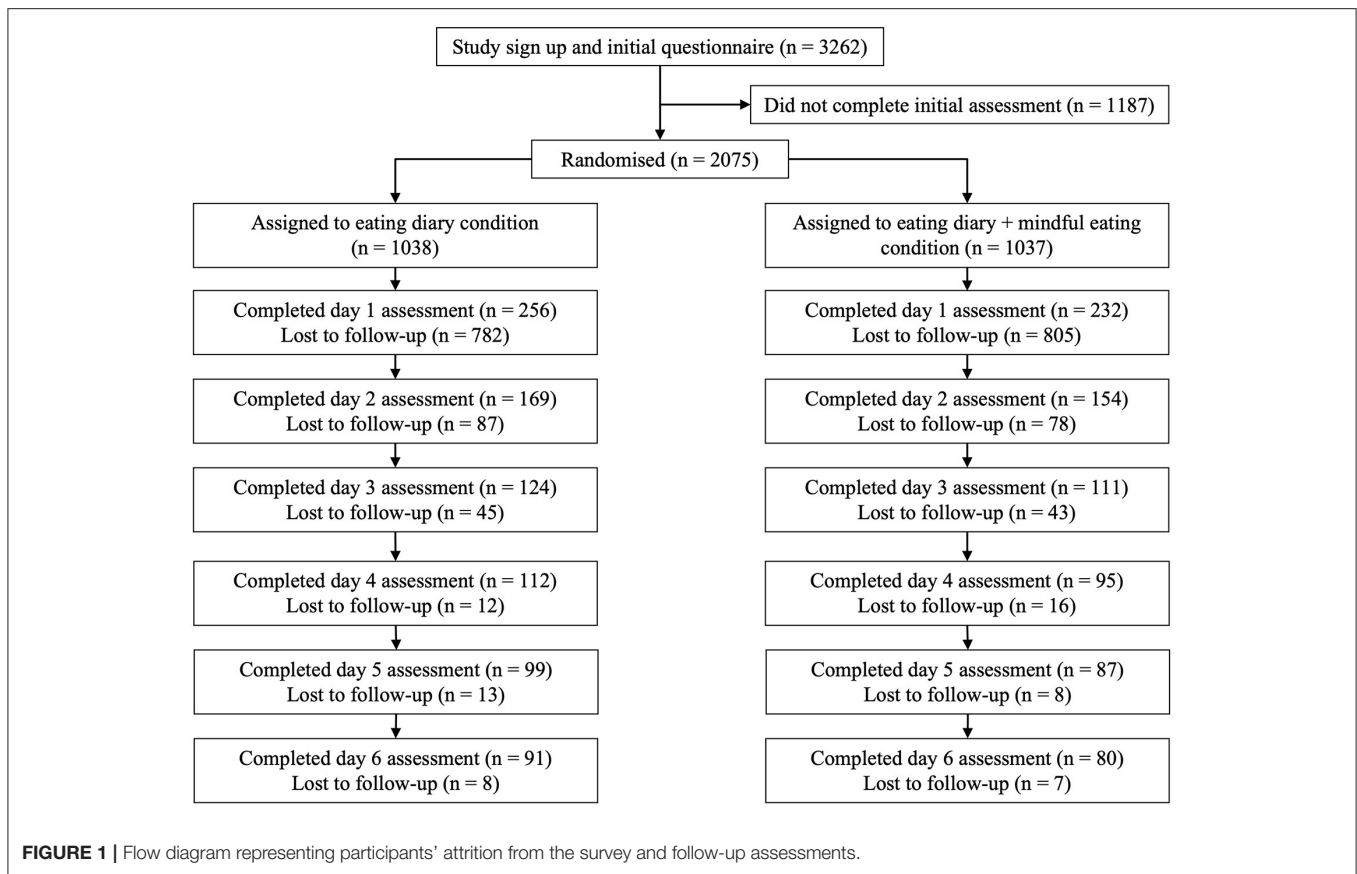 Study sign up and initial questionnaire (n = 3262)
Did not complete initial assessment (n = 1187)
Randomised (n = 2075)
Assigned to eating diary condition
(n = 1038)
Assigned to eating diary + mindful eating
condition (n = 1037)
Completed day 1 assessment (n = 256)
Lost to follow-up (n = 782)
Completed day 1 assessment (n = 232)
Lost to follow-up (n = 805)
Completed day 2 assessment (n = 169)
Lost to follow-up (n = 87)
Completed day 2 assessment (n = 154)
Lost to follow-up (n = 78)
Completed day 3 assessment (n = 124)
Lost to follow-up (n = 45)
Completed day 3 assessment (n = 111)
Lost to follow-up (n = 43)
Completed day 4 assessment (n = 112)
Lost to follow-up (n = 12)
Completed day 4 assessment (n = 95)
Lost to follow-up (n = 16)
Completed day 5 assessment (n = 99)
Lost to follow-up (n = 13)
Completed day 5 assessment (n = 87)
Lost to follow-up (n = 8)
Completed day 6 assessment (n = 91)
Lost to follow-up (n = 8)
Completed day 6 assessment (n = 80)
Lost to follow-up (n = 7)
FIGURE 1 | Flow diagram representing participants' attrition from the survey and follow-up assessments.